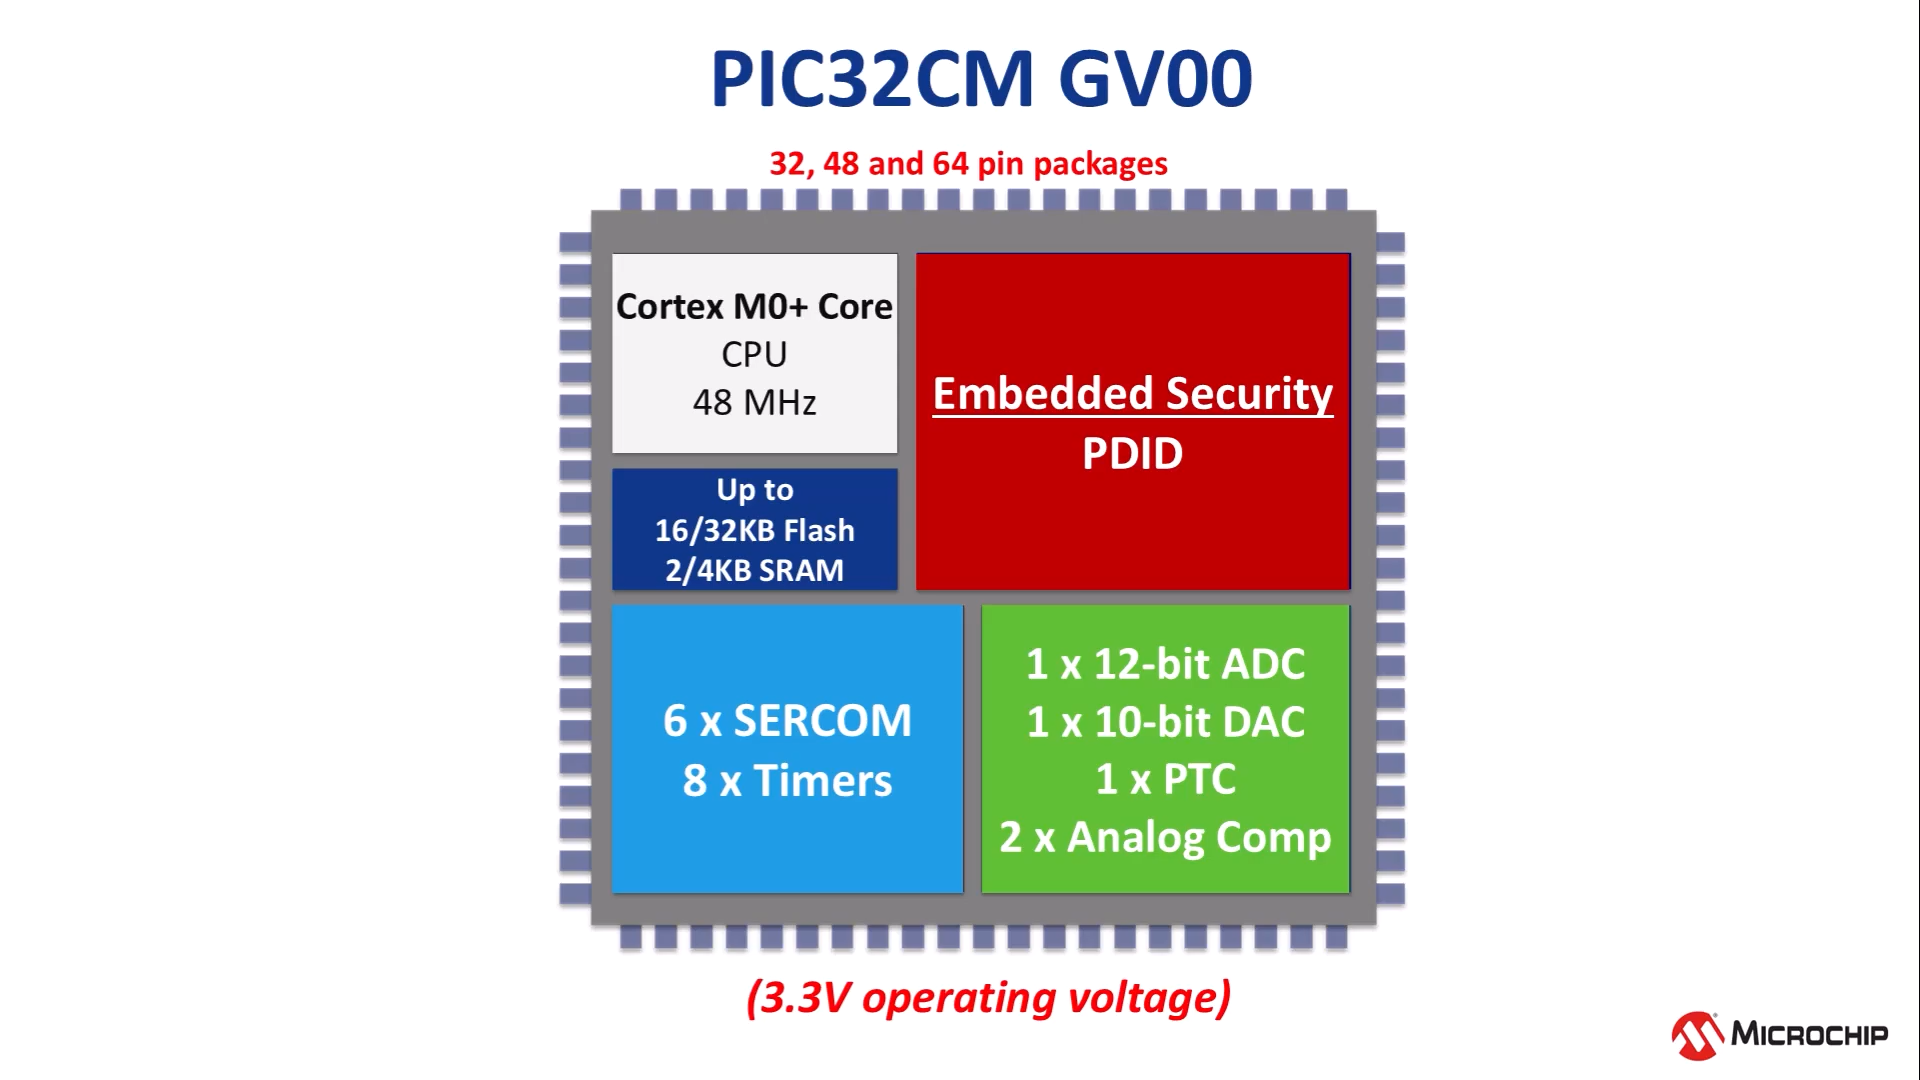 PIC32CM GV00
32, 48 and 64 pin packages
Cortex M0+ Core
CPU
48 MHz
Embedded Security
PDID
Up to
16/32KB Flash
2/4KB SRAM
6 x SERCOM
8 x Timers
1 x 12-bit ADC
1 x 10-bit DAC
1 x PTC
2 x Analog Comp
(3.3V operating voltage)
MICROCHIP